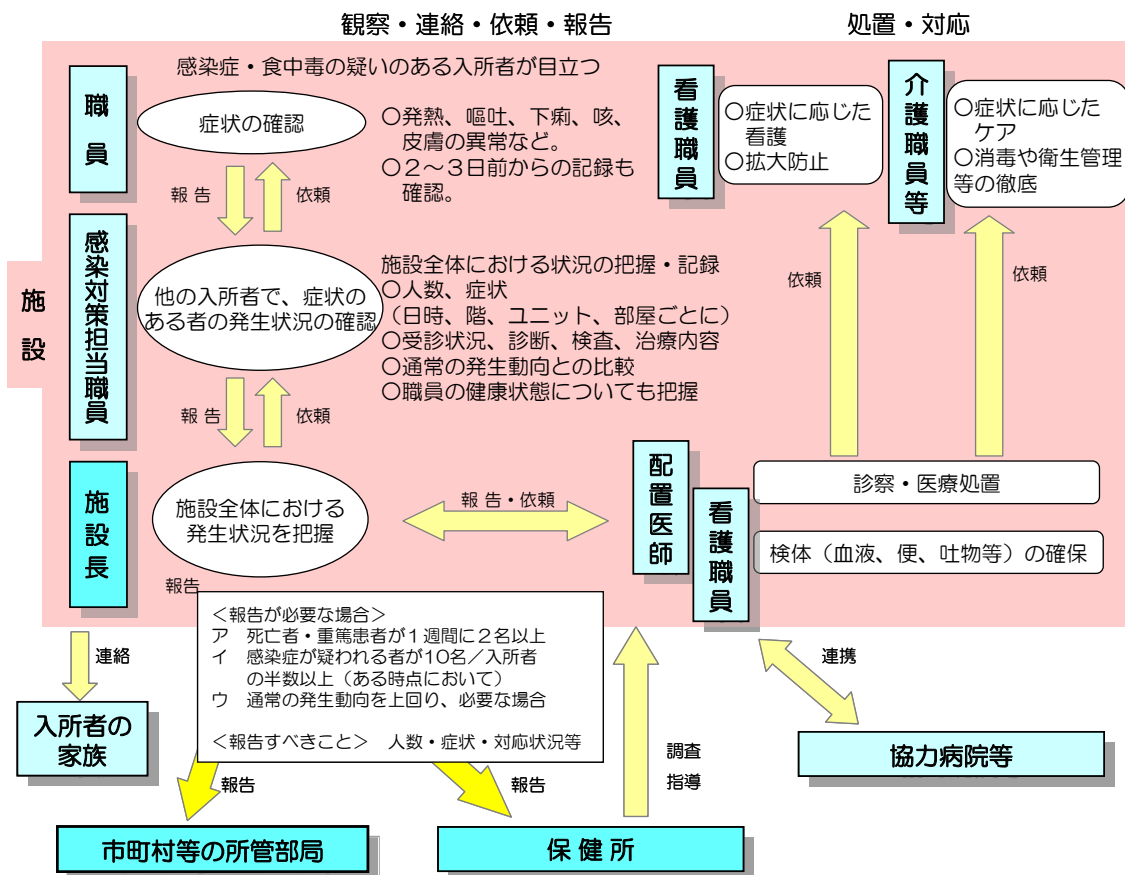 観察・連絡・依頼・報告
処置・対応
感染症・食中毒の疑いのある入所者が目立つ
職員
症状の確認
○発熱、嘔吐、下痢、咳、
皮膚の異常など。
○２～３日前からの記録も
確認。
看護職員
○症状に応じた
看護
○拡大防止
介護職員等
○症状に応じた
ケア
○消毒や衛生管理
等の徹底
報 告
依頼
施設
感染対策担当職員
他の入所者で、症状の
ある者の発生状況の確認
施設全体における状況の把握・記録
○人数、症状
（日時、階、ユニット、部屋ごとに）
○受診状況、診断、検査、治療内容
○通常の発生動向との比較
○職員の健康状態についても把握
依頼
依頼
報 告
依頼
施設長
施設全体における
発生状況を把握
報 告・依頼
配置医師
看護職員
診察・医療処置
検体（血液、便、吐物等）の確保
報告
＜報告が必要な場合＞
ア　死亡者・重篤患者が１週間に２名以上
イ　感染症が疑われる者が10名／入所者
の半数以上（ある時点において）
ウ　通常の発生動向を上回り、必要な場合
＜報告すべきこと＞　人数・症状・対応状況等
連絡
連携
入所者の
家族
協力病院等
調査
指導
報告
報告
市町村等の所管部局
保 健 所